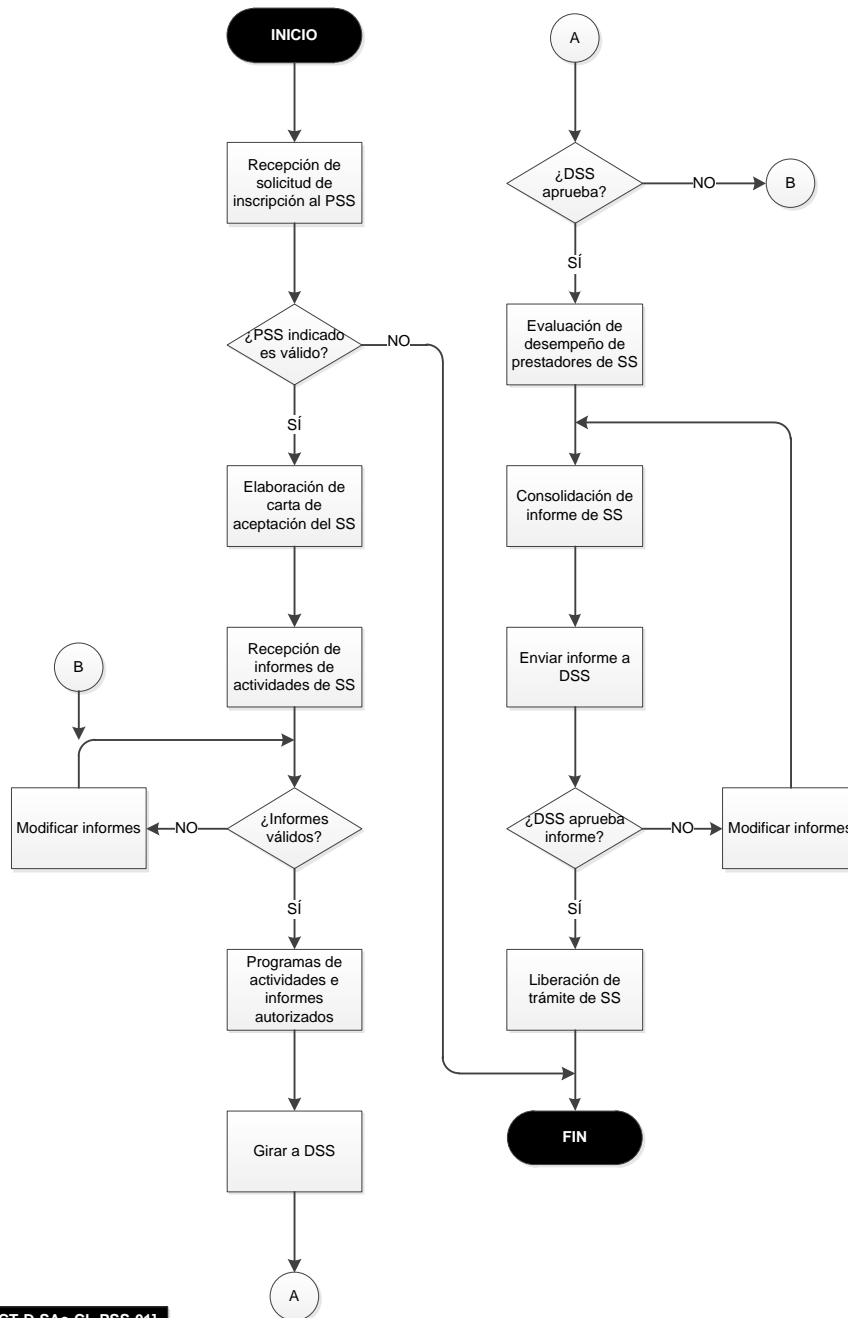 INICIO
Recepción de
solicitud de
inscripción al PSS
¿PSS indicado
es válido?
NO
SÍ
Elaboración de
carta de
aceptación del SS
Recepción de
informes de
actividades de SS
B
Modificar informes
NO
¿Informes
válidos?
SÍ
Programas de
actividades e
informes
autorizados
Girar a DSS
A
A
¿DSS
aprueba?
NO
B
SÍ
Evaluación de
desempeño de
prestadores de SS
Consolidación de
informe de SS
Enviar informe a
DSS
¿DSS aprueba
informe?
NO
Modificar informes
SÍ
Liberación de
trámite de SS
FIN